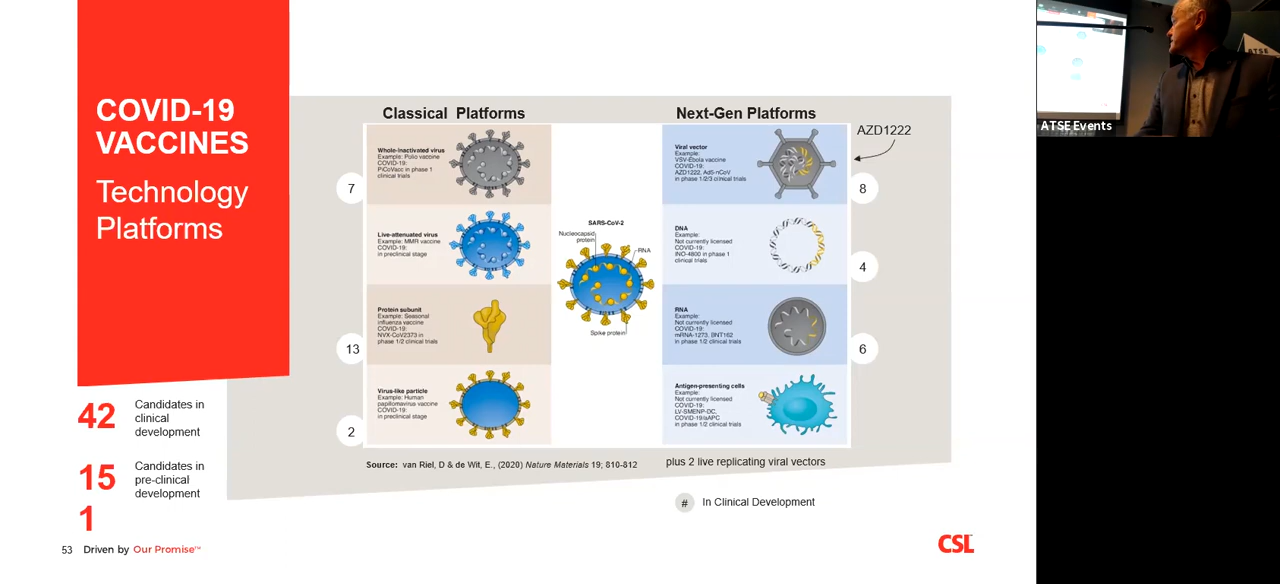 COVID-19
VACCINES
Technology
Platforms
42
Candidates in
clinical
development
15
1
Candidates in
pre-clinical
development
Classical Platforms
Whole-inactivated virus
Example: Polio vaccine
COVID-19:
PiCoVacc in phase 1
clinical trials
7
Live-attenuated virus
Example: MMR vaccine
COVID-19:
in preclinical stage
Protein subunit
Example: Seasonal
influenza vaccine
COVID-19:
NVX-CoV2373 in
phase 1/2 clinical trials
13
Virus-like particle
Example: Human
papillomavirus vaccine
COVID-19:
in preclinical stage
2
SARS-CoV-2
Nucleocapsid
protein
RNA
Spike protein
Next-Gen Platforms
AZD1222
Viral vector
Example:
VSV-Ebola vaccine
COVID-19:
AZD1222, Ad5-nCoV
in phase 1/2/3 clinical trials
8
DNA
Example:
Not currently licensed
COVID-19:
INO-4800 in phase 1
clinical trials
4
RNA
Example:
Not currently licensed
COVID-19:
mRNA-1273, BNT162
in phase 1/2 clinical trials
6
Antigen-presenting cells
Example:
Not currently licensed
COVID-19:
LV-SMENP-DC,
COVID-19/aAPC
in phase 1/2 clinical trials
Source: van Riel, D & de Wit, E., (2020) Nature Materials 19; 810-812
plus 2 live replicating viral vectors
# In Clinical Development
53 Driven by Our Promise™
CSL
ATSE Events
ATSE